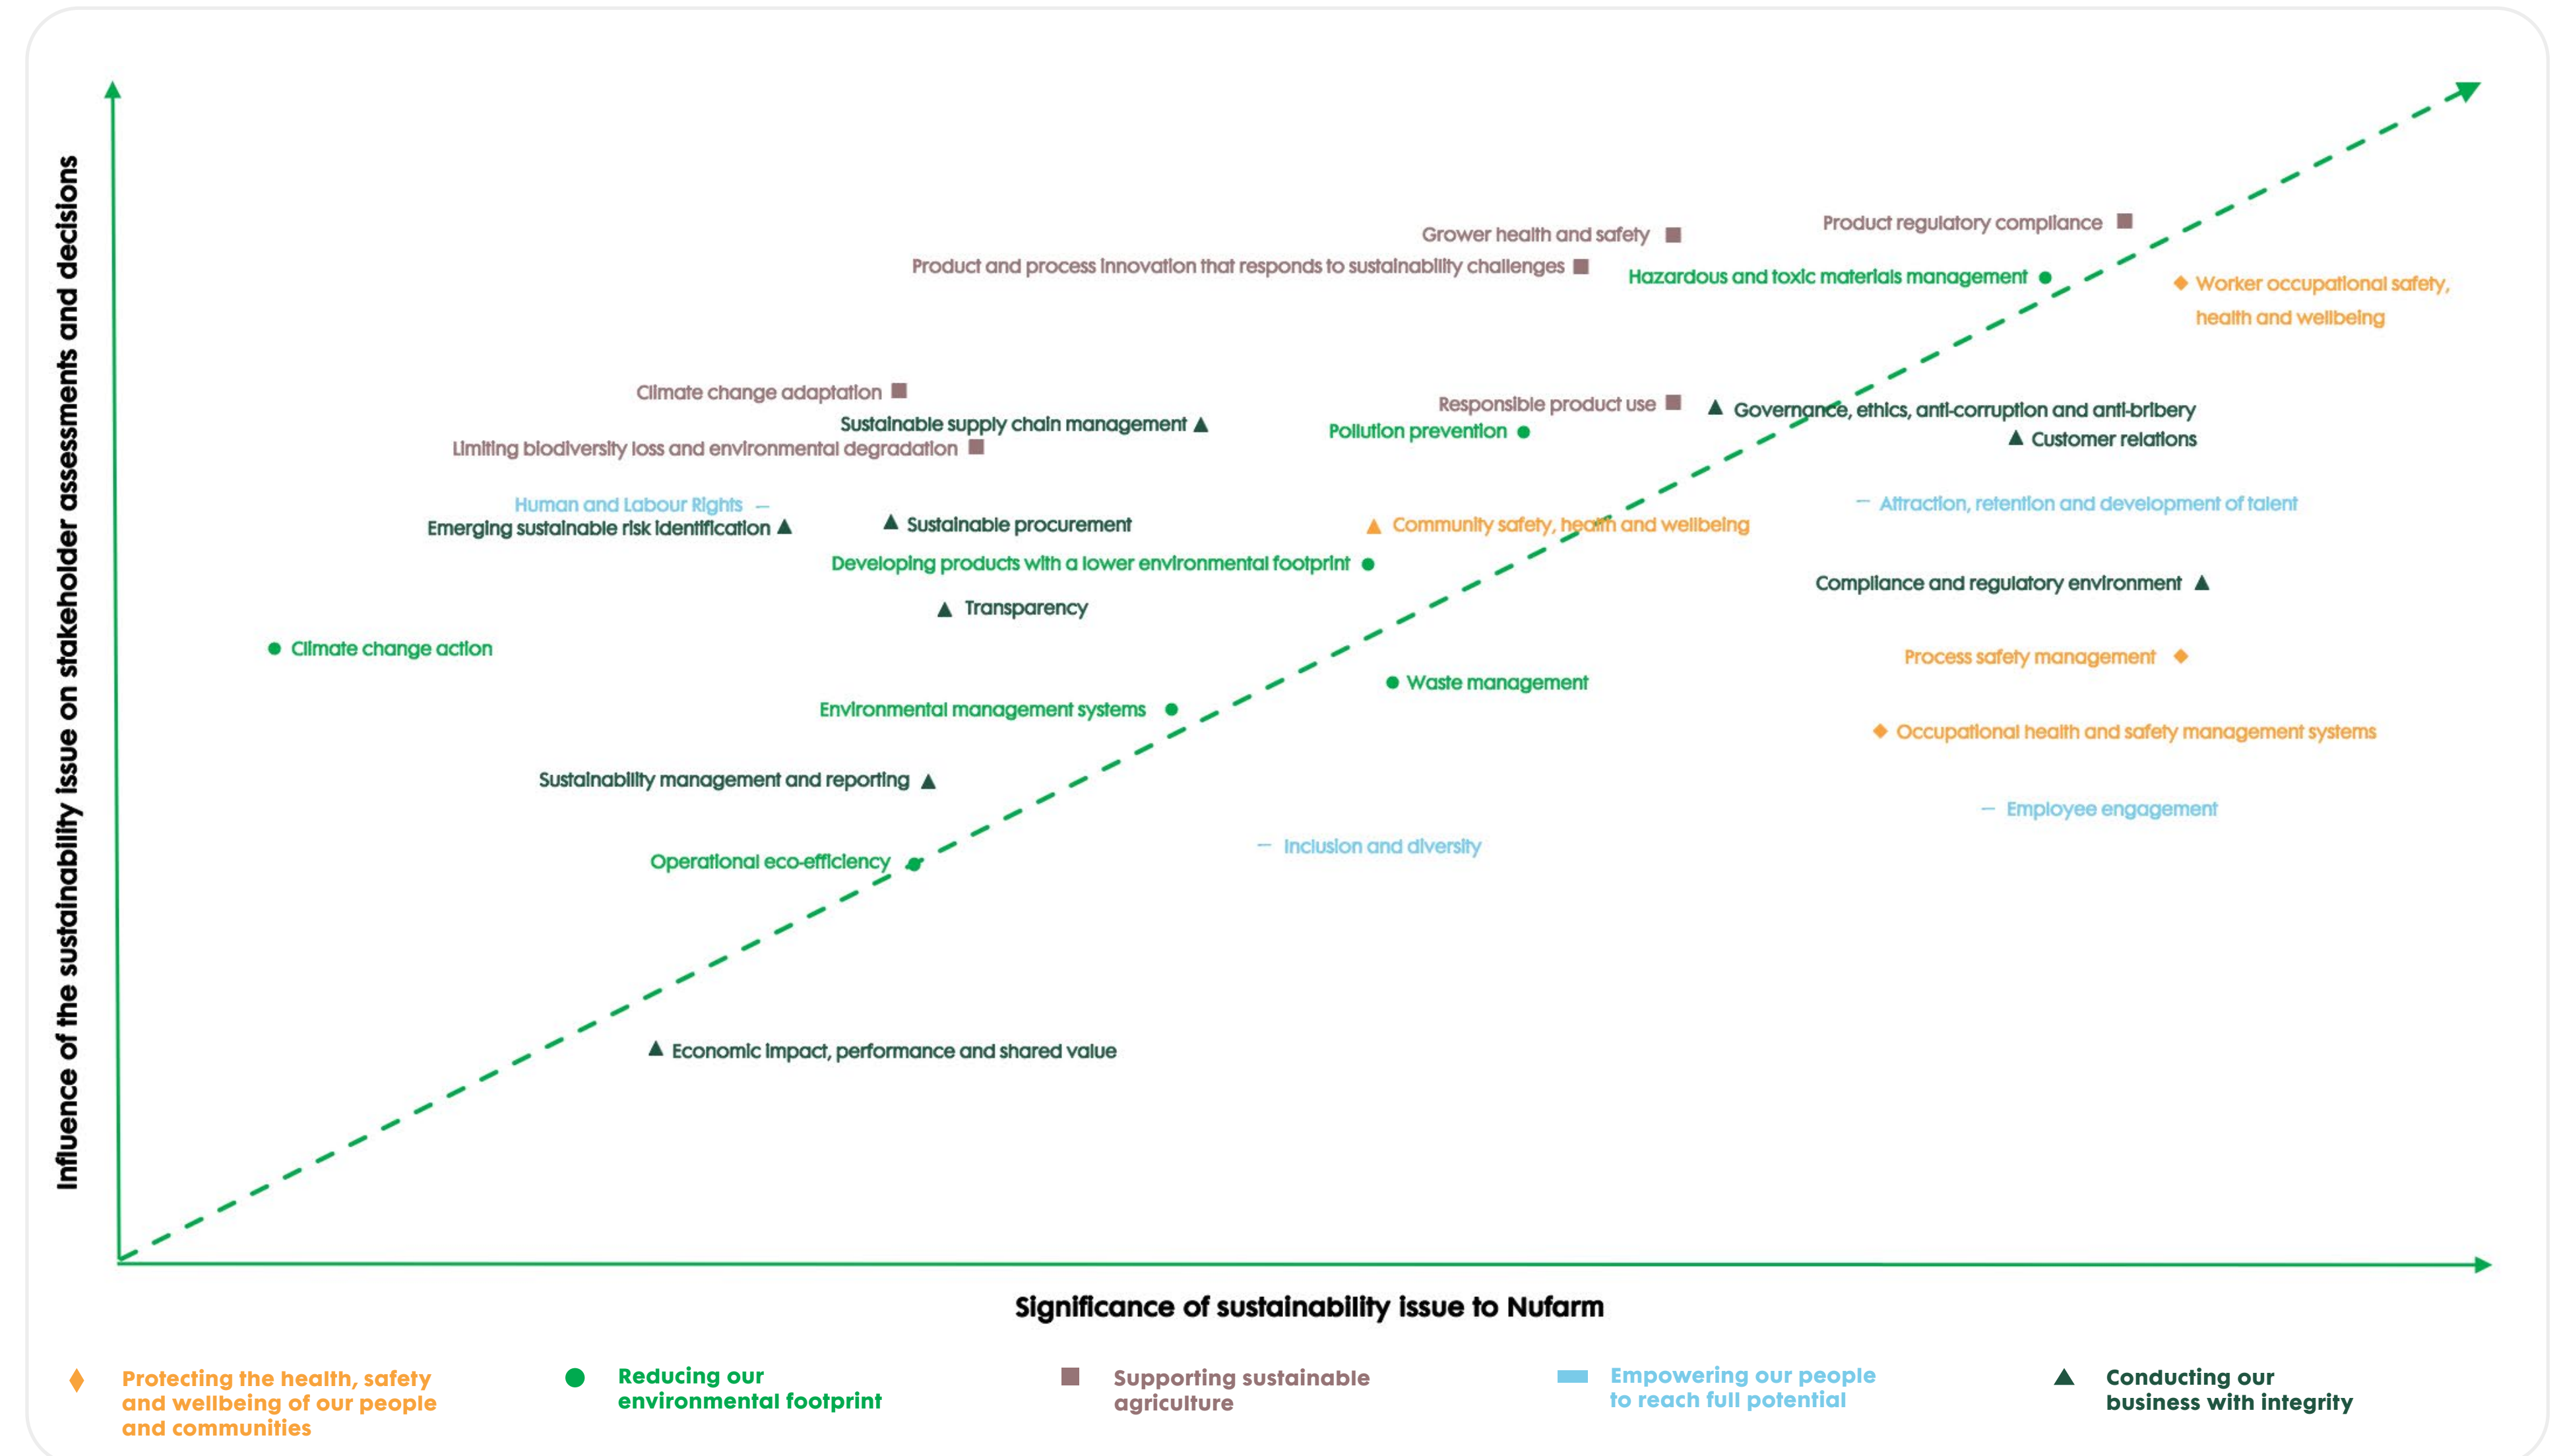 Influence of the sustainability issue on stakeholder assessments and decisions
Product regulatory compliance
Grower health and safety
Product and process innovation that responds to sustainability challenges
Hazardous and toxic materials management
Worker occupational safety,
health and wellbeing
Climate change adaptation
Responsible product use
Governance, ethics, anti-corruption and anti-bribery
Sustainable supply chain management
Pollution prevention
Customer relations
Limiting biodiversity loss and environmental degradation
Human and Labour Rights
Attraction, retention and development of talent
Emerging sustainable risk identification
Sustainable procurement
Community safety, health and wellbeing
Developing products with a lower environmental footprint
Compliance and regulatory environment
Transparency
Climate change action
Process safety management
Waste management
Environmental management systems
Occupational health and safety management systems
Sustainability management and reporting
Employee engagement
Inclusion and diversity
Operational eco-efficiency
Economic impact, performance and shared value
Significance of sustainability issue to Nufarm
Protecting the health, safety
and wellbeing of our people
and communities
Reducing our
environmental footprint
Supporting sustainable
agriculture
Empowering our people
to reach full potential
Conducting our
business with integrity